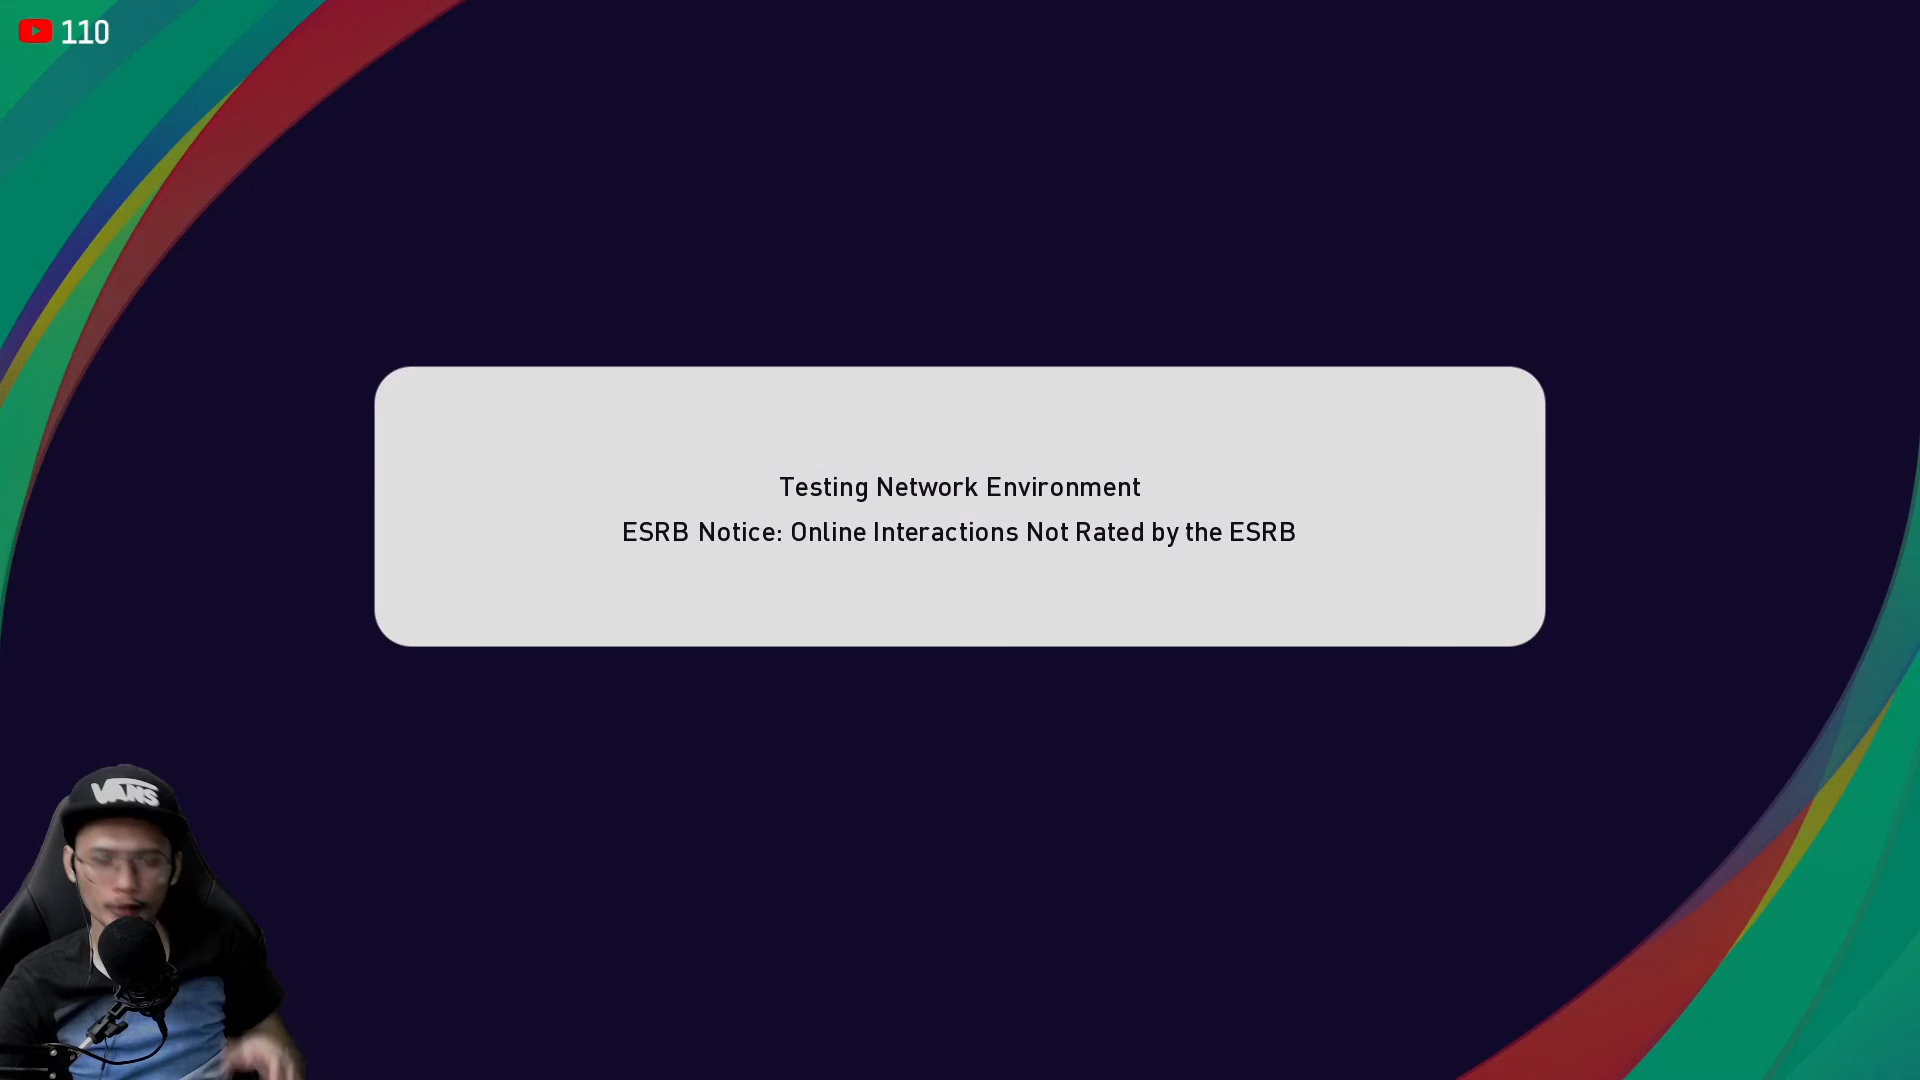 110
VANS
Testing Network Environment
ESRB Notice: Online Interactions Not Rated by the ESRB